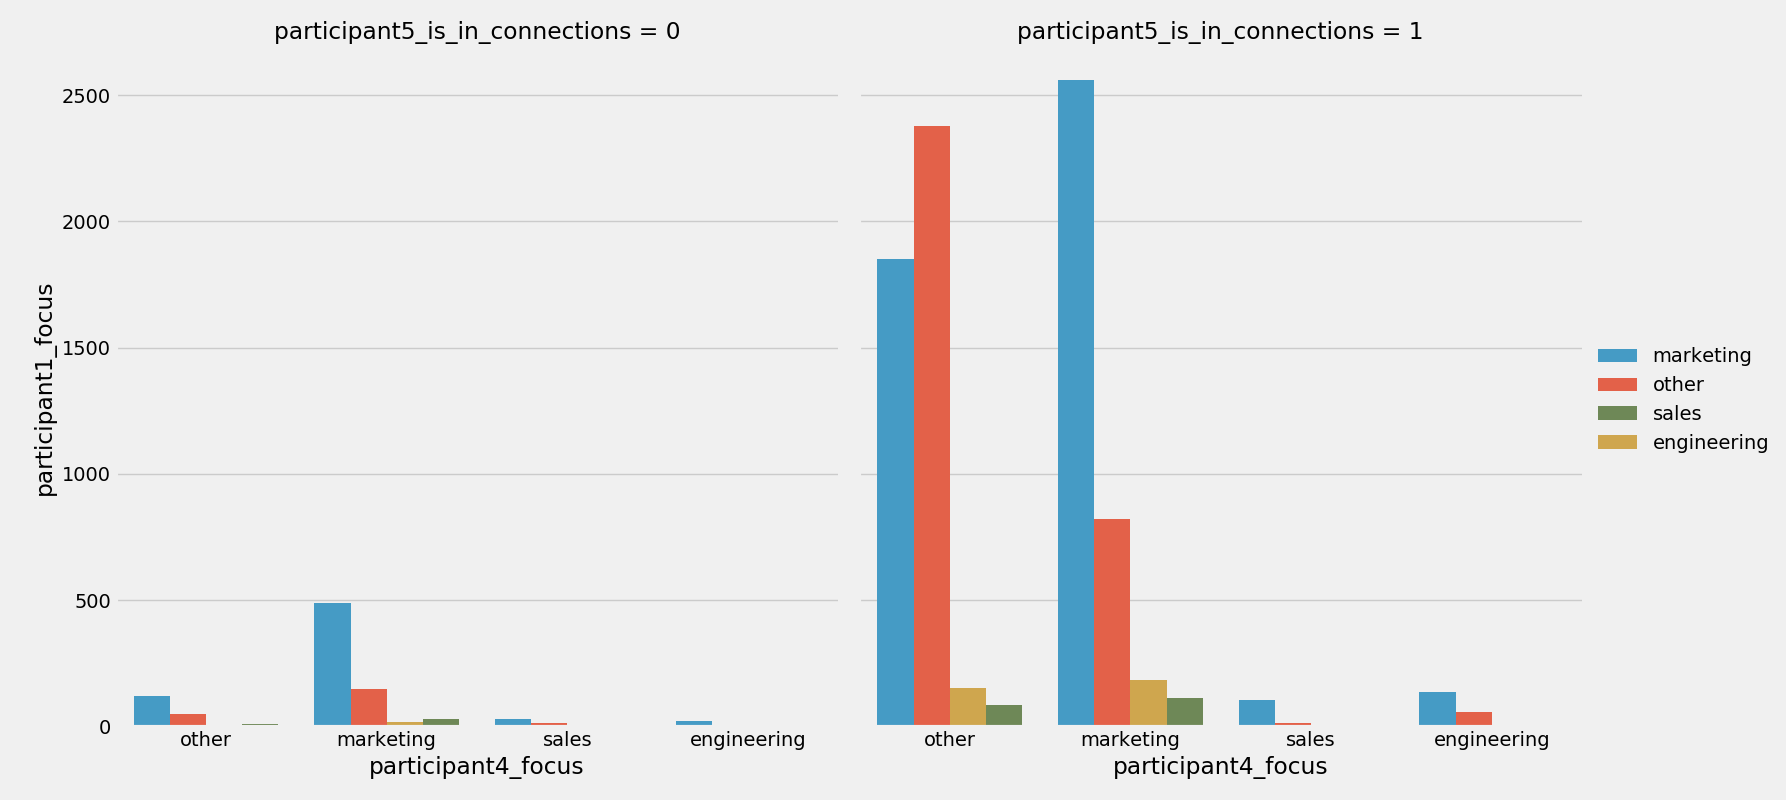 participant5_is_in_connections = 0
participant5_is_in_connections = 1
participant1_focus
2500
2000
1500
1000
500
0
other marketing sales engineering
other marketing sales engineering
participant4_focus
participant4_focus
marketing
other
sales
engineering